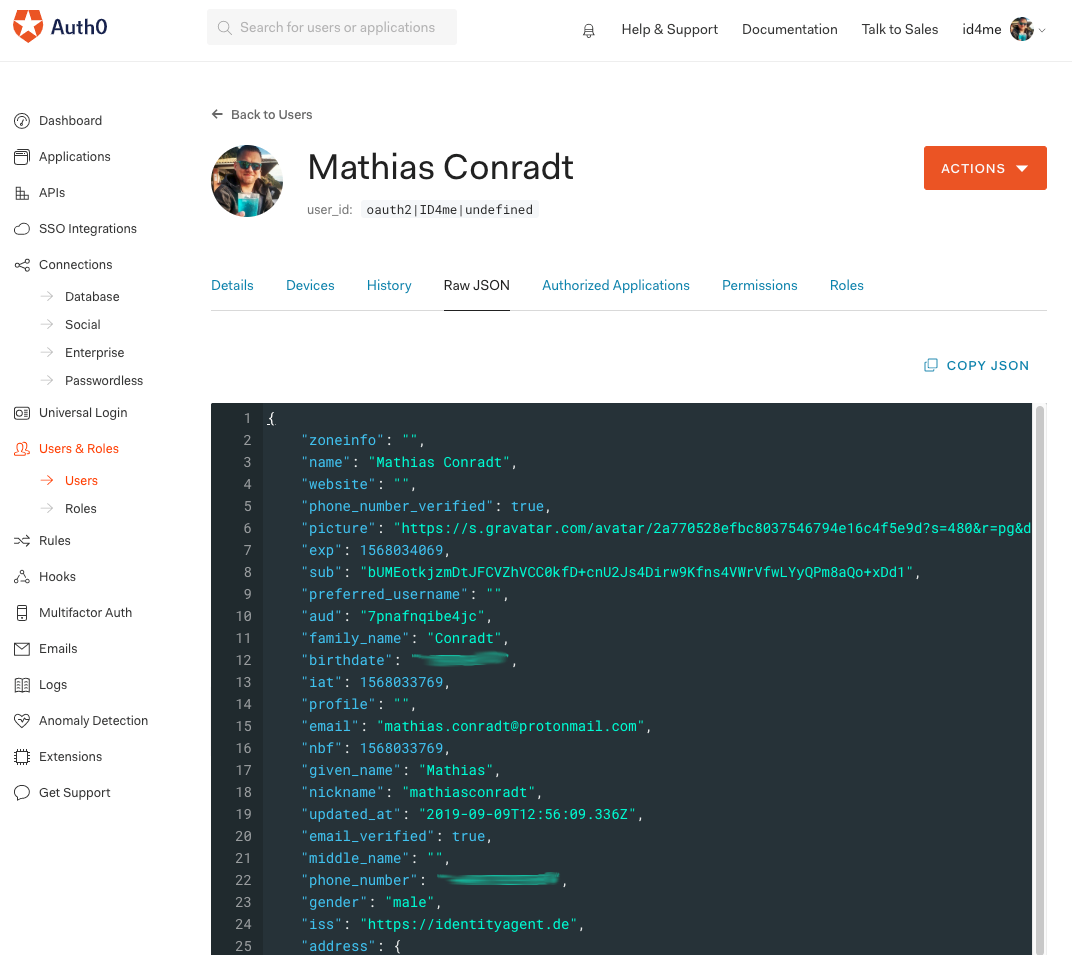 Auth0
Search for users or applications
Help & Support
Documentation
Talk to Sales
id4me
Dashboard
Applications
APIs
SSO Integrations
Connections
Database
Social
Enterprise
Passwordless
Universal Login
Users & Roles
Users
Roles
Rules
Hooks
Multifactor Auth
Emails
Logs
Anomaly Detection
Extensions
Get Support
Back to Users
Mathias Conradt
user_id: oauth2|ID4me|undefined
ACTIONS
Details
Devices
History
Raw JSON
Authorized Applications
Permissions
Roles
COPY JSON
1 {
2 "zoneinfo": "",
3 "name": "Mathias Conradt",
4 "website": "",
5 "phone_number_verified": true,
6 "picture": "https://s.gravatar.com/avatar/2a770528efbc8037546794e16c4f5e9d?s=480&r=pg&d
7 "exp": 1568034069,
8 "sub": "bUMEotkjzmDtJFCVZhVCC0kfD+cnU2Js4Dirw9Kfns4VWrVfwLYyQPm8aQo+xDd1",
9 "preferred_username": "",
10 "aud": "7pnafnqibe4jc",
11 "family_name": "Conradt",
12 "birthdate": ,
13 "iat": 1568033769,
14 "profile": "",
15 "email": "mathias.conradt@protonmail.com",
16 "nbf": 1568033769,
17 "given_name": "Mathias",
18 "nickname": "mathiasconradt",
19 "updated_at": "2019-09-09T12:56:09.336Z",
20 "email_verified": true,
21 "middle_name": "",
22 "phone_number": ,
23 "gender": "male",
24 "iss": "https://identityagent.de",
25 "address": {